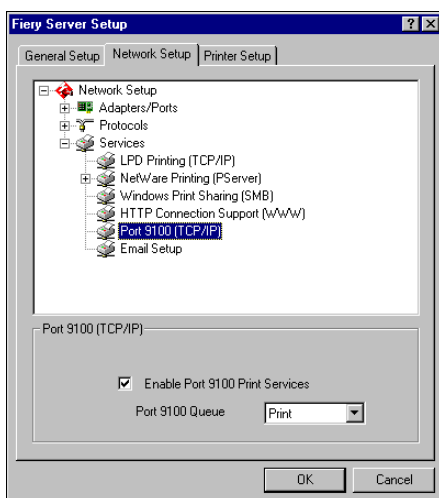 Fiery Server Setup
General Setup Network Setup Printer Setup
Network Setup
Adapters/Ports
Protocols
Services
LPD Printing (TCP/IP)
NetWare Printing (PServer)
Windows Print Sharing (SMB)
HTTP Connection Support (WWW)
Port 9100 (TCP/IP)
Email Setup
Port 9100 (TCP/IP)
Enable Port 9100 Print Services
Port 9100 Queue Print
OK Cancel